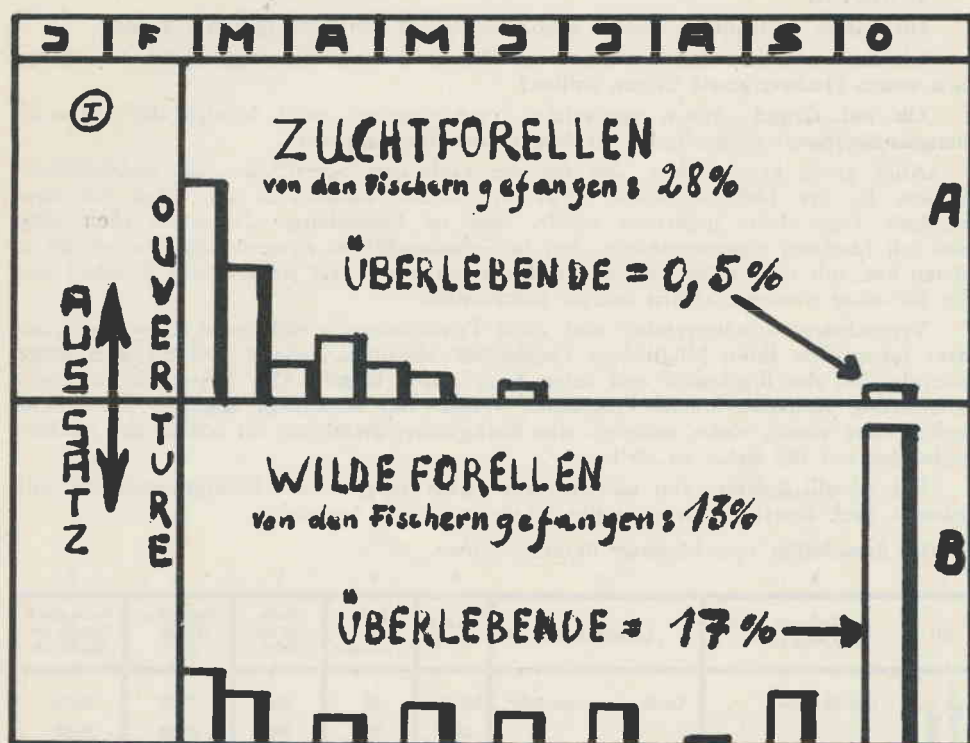 J F M A M J J A S O
I
ZUCHTFORELLEN
von den Fischern gefangen: 28%
ÜBERLEBENDE = 0,5%
A
AUSSATZ
OUVERTURE
WILDE FORELLEN
von den Fischern gefangen: 13%
ÜBERLEBENDE = 17%
B